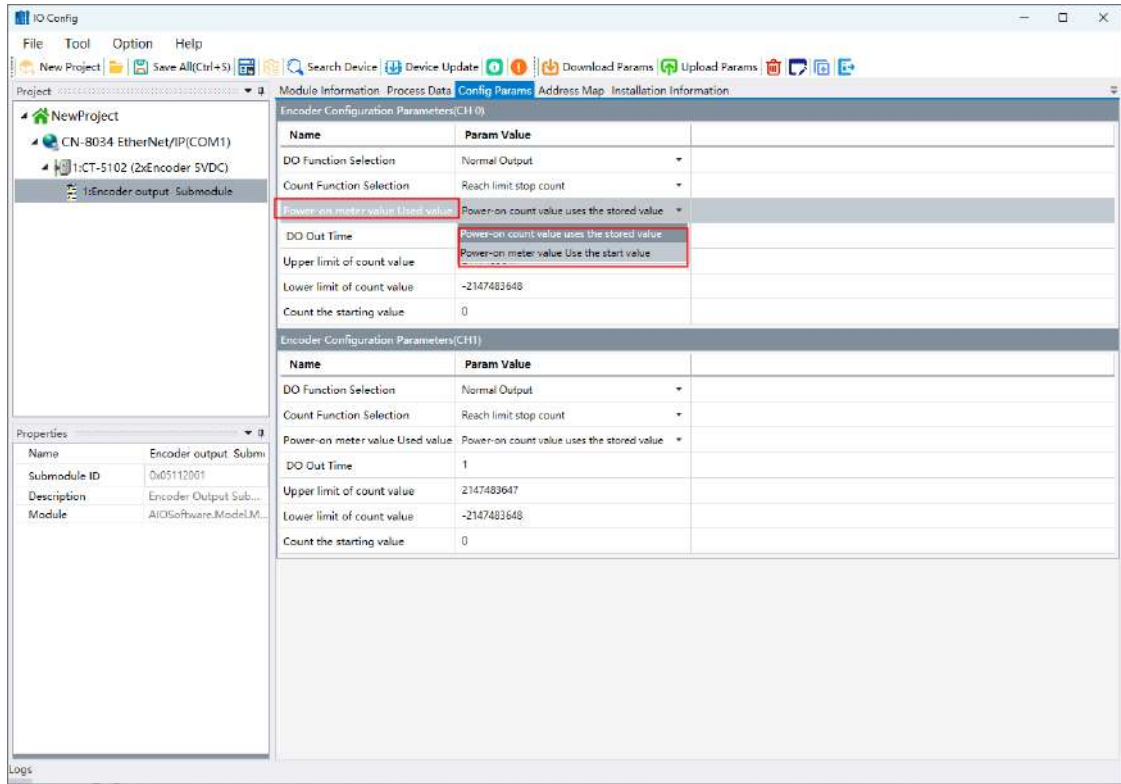 IO Config
File Tool Option Help
New Project Save All(Ctrl+S) Search Device Device Update Download Params Upload Params
Project
NewProject
CN-8034 EtherNet/IP(COM1)
1:CT-5102 (2xEncoder 5VDC)
1:Encoder output Submodule
Properties
Name Encoder output Subm
Submodule ID 0x05112001
Description Encoder Output Sub...
Module AIOSoftware.Model.M...
Module Information Process Data Config Params Address Map Installation Information
Encoder Configuration Parameters(CH 0)
Name Param Value
DO Function Selection Normal Output
Count Function Selection Reach limit stop count
Power-on meter value Used value Power-on count value uses the stored value
Power-on count value uses the stored value
Power-on meter value Use the start value
DO Out Time
Upper limit of count value
Lower limit of count value -2147483648
Count the starting value 0
Encoder Configuration Parameters(CH1)
Name Param Value
DO Function Selection Normal Output
Count Function Selection Reach limit stop count
Power-on meter value Used value Power-on count value uses the stored value
DO Out Time 1
Upper limit of count value 2147483647
Lower limit of count value -2147483648
Count the starting value 0
Logs